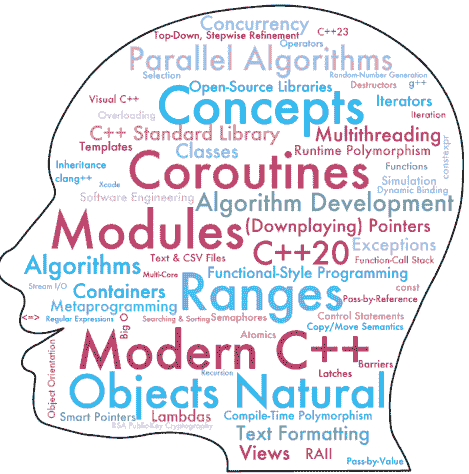 Concurrency
Top-Down, Stepwise Refinement
C++23
Operators
Parallel Algorithms
Selection
Random-Number Generation
Open-Source Libraries
Destructors
g++
Visual C++
Concepts
Iterators
Overloading
Iteration
C++ Standard Library
Multithreading
Templates
Classes
Runtime Polymorphism
constexpr
Inheritance
Coroutines
Functions
clang++
Xcode
Simulation
Dynamic Binding
Software Engineering
Algorithm Development
Modules
(Downplaying) Pointers
C++20
Exceptions
Algorithms
Text & CSV Files
Function-Call Stack
Multi-Core
Functional-Style Programming
Stream I/O
Containers
Ranges
const
Pass-by-Reference
Metaprogramming
<=>
Regular Expressions
Big O
Searching & Sorting
Semaphores
Control Statements
Copy/Move Semantics
Atomics
Object Orientation
Modern C++
Barriers
Latches
Recursion
Objects Natural
Smart Pointers
Lambdas
Compile-Time Polymorphism
RSA Public-Key Cryptography
Text Formatting
Views
RAII
Pass-by-Value